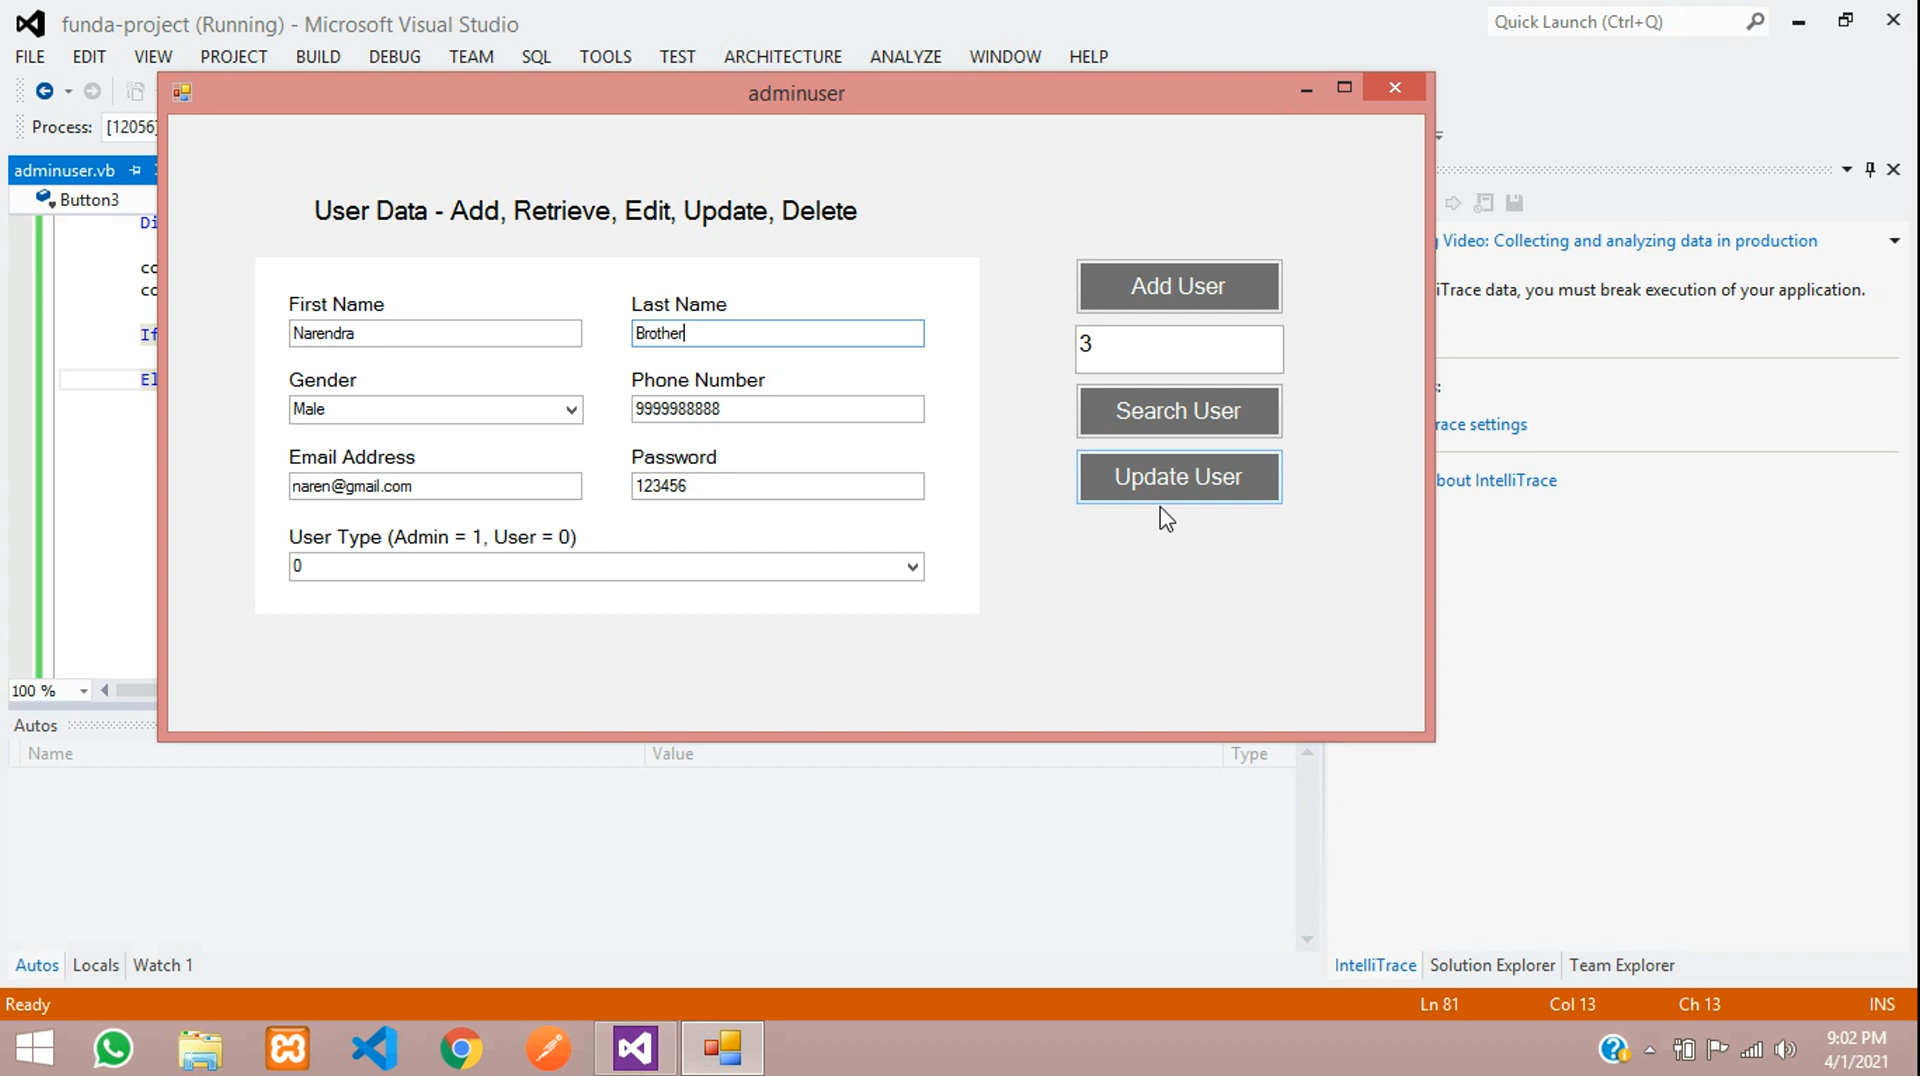 funda-project (Running) - Microsoft Visual Studio
Quick Launch (Ctrl+Q)
FILE EDIT VIEW PROJECT BUILD DEBUG TEAM SQL TOOLS TEST ARCHITECTURE ANALYZE WINDOW HELP
adminuser
Process: [12056]
adminuser.vb
Button3
Di
co
co
If
El
User Data - Add, Retrieve, Edit, Update, Delete
First Name
Last Name
Narendra
Brother
Gender
Phone Number
Male
9999988888
Email Address
Password
naren@gmail.com
123456
User Type (Admin = 1, User = 0)
0
Add User
3
Search User
Update User
Video: Collecting and analyzing data in production
iTrace data, you must break execution of your application.
:
race settings
bout IntelliTrace
100 %
Autos
Name Value Type
Autos Locals Watch 1
IntelliTrace Solution Explorer Team Explorer
Ready Ln 81 Col 13 Ch 13 INS
9:02 PM
4/1/2021